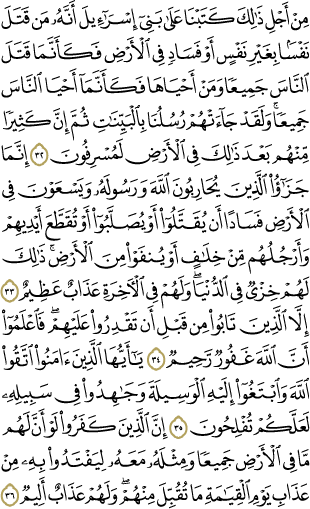 مِنْ أَجْلِ ذَٰلِكَ كَتَبْنَا عَلَىٰ بَنِىٓ إِسْرَٰٓءِيلَ أَنَّهُۥ مَن قَتَلَ
نَفْسًۢا بِغَيْرِ نَفْسٍ أَوْ فَسَادٍ فِى ٱلْأَرْضِ فَكَأَنَّمَا قَتَلَ
ٱلنَّاسَ جَمِيعًا وَمَنْ أَحْيَاهَا فَكَأَنَّمَآ أَحْيَا ٱلنَّاسَ
جَمِيعًا ۚ وَلَقَدْ جَآءَتْهُمْ رُسُلُنَا بِٱلْبَيِّنَٰتِ ثُمَّ إِنَّ كَثِيرًا
مِّنْهُم بَعْدَ ذَٰلِكَ فِى ٱلْأَرْضِ لَمُسْرِفُونَ ٣٢ إِنَّمَا
جَزَٰٓؤُا۟ ٱلَّذِينَ يُحَارِبُونَ ٱللَّهَ وَرَسُولَهُۥ وَيَسْعَوْنَ فِى
ٱلْأَرْضِ فَسَادًا أَن يُقَتَّلُوٓا۟ أَوْ يُصَلَّبُوٓا۟ أَوْ تُقَطَّعَ أَيْدِيهِمْ
وَأَرْجُلُهُم مِّنْ خِلَٰفٍ أَوْ يُنفَوْا۟ مِنَ ٱلْأَرْضِ ۚ ذَٰلِكَ
لَهُمْ خِزْىٌ فِى ٱلدُّنْيَا ۖ وَلَهُمْ فِى ٱلْءَاخِرَةِ عَذَابٌ عَظِيمٌ ٣٣
إِلَّا ٱلَّذِينَ تَابُوا۟ مِن قَبْلِ أَن تَقْدِرُوا۟ عَلَيْهِمْ ۖ فَٱعْلَمُوٓا۟
أَنَّ ٱللَّهَ غَفُورٌ رَّحِيمٌ ٣٤ يَٰٓأَيُّهَا ٱلَّذِينَ ءَامَنُوا۟ ٱتَّقُوا۟
ٱللَّهَ وَٱبْتَغُوٓا۟ إِلَيْهِ ٱلْوَسِيلَةَ وَجَٰهِدُوا۟ فِى سَبِيلِهِۦ
لَعَلَّكُمْ تُفْلِحُونَ ٣٥ إِنَّ ٱلَّذِينَ كَفَرُوا۟ لَوْ أَنَّ لَهُم
مَّا فِى ٱلْأَرْضِ جَمِيعًا وَمِثْلَهُۥ مَعَهُۥ لِيَفْتَدُوا۟ بِهِۦ مِنْ
عَذَابِ يَوْمِ ٱلْقِيَٰمَةِ مَا تُقُبِّلَ مِنْهُمْ ۖ وَلَهُمْ عَذَابٌ أَلِيمٌ ٣٦